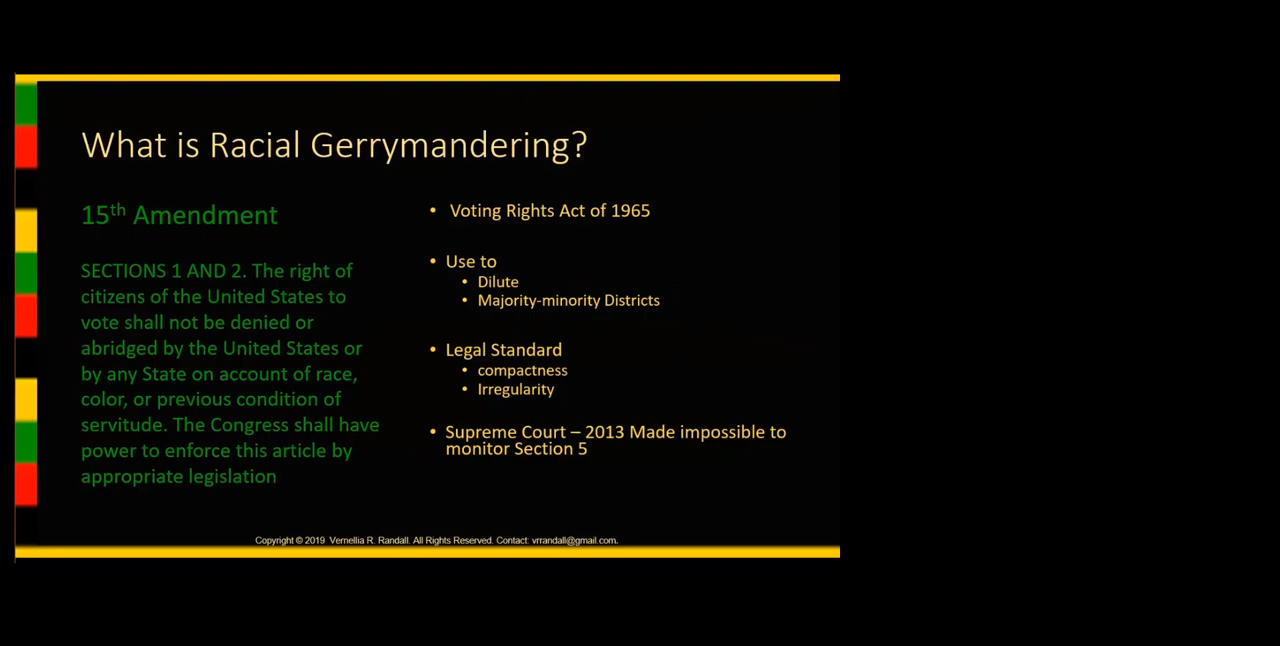 What is Racial Gerrymandering?
15th Amendment
SECTIONS 1 AND 2. The right of
citizens of the United States to
vote shall not be denied or
abridged by the United States or
by any State on account of race,
color, or previous condition of
servitude. The Congress shall have
power to enforce this article by
appropriate legislation
• Voting Rights Act of 1965
• Use to
• Dilute
• Majority-minority Districts
• Legal Standard
• compactness
• Irregularity
• Supreme Court – 2013 Made impossible to
monitor Section 5
Copyright © 2019 Vernellia R. Randall. All Rights Reserved. Contact: vrrandall@gmail.com.